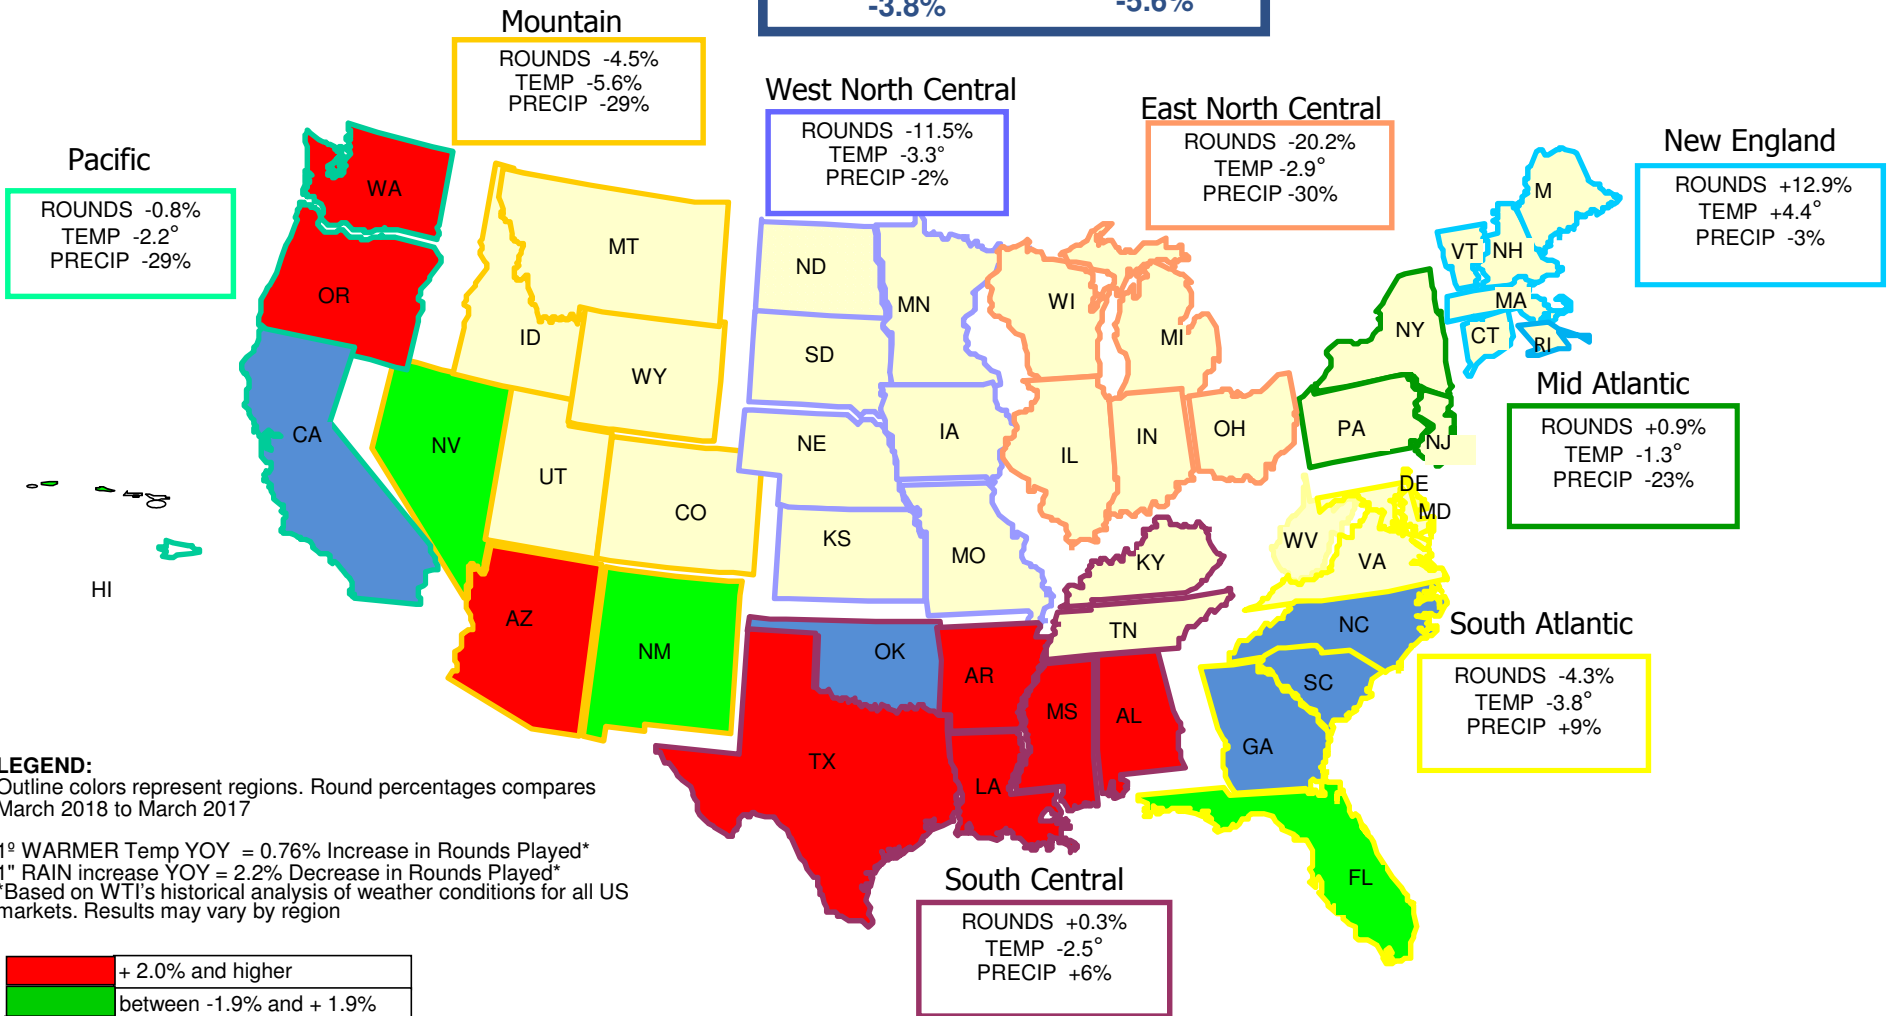 -3.8% -5.6%
Mountain
ROUNDS -4.5%
TEMP -5.6%
PRECIP -29%
West North Central
ROUNDS -11.5%
TEMP -3.3°
PRECIP -2%
East North Central
ROUNDS -20.2%
TEMP -2.9°
PRECIP -30%
New England
ROUNDS +12.9%
TEMP +4.4°
PRECIP -3%
Pacific
ROUNDS -0.8%
TEMP -2.2°
PRECIP -29%
Mid Atlantic
ROUNDS +0.9%
TEMP -1.3°
PRECIP -23%
South Atlantic
ROUNDS -4.3%
TEMP -3.8°
PRECIP +9%
South Central
ROUNDS +0.3%
TEMP -2.5°
PRECIP +6%
WA
OR
CA
HI
MT
ID
WY
NV
UT
CO
AZ
NM
ND
SD
NE
KS
MN
IA
MO
WI
MI
IL
IN
OH
KY
TN
OK
AR
TX
LA
MS
AL
M
VT
NH
MA
CT
RI
NY
PA
NJ
DE
MD
WV
VA
NC
SC
GA
FL
LEGEND:
Outline colors represent regions. Round percentages compares
March 2018 to March 2017
1º WARMER Temp YOY = 0.76% Increase in Rounds Played*
1" RAIN increase YOY = 2.2% Decrease in Rounds Played*
*Based on WTI's historical analysis of weather conditions for all US
markets. Results may vary by region
+ 2.0% and higher
between -1.9% and + 1.9%